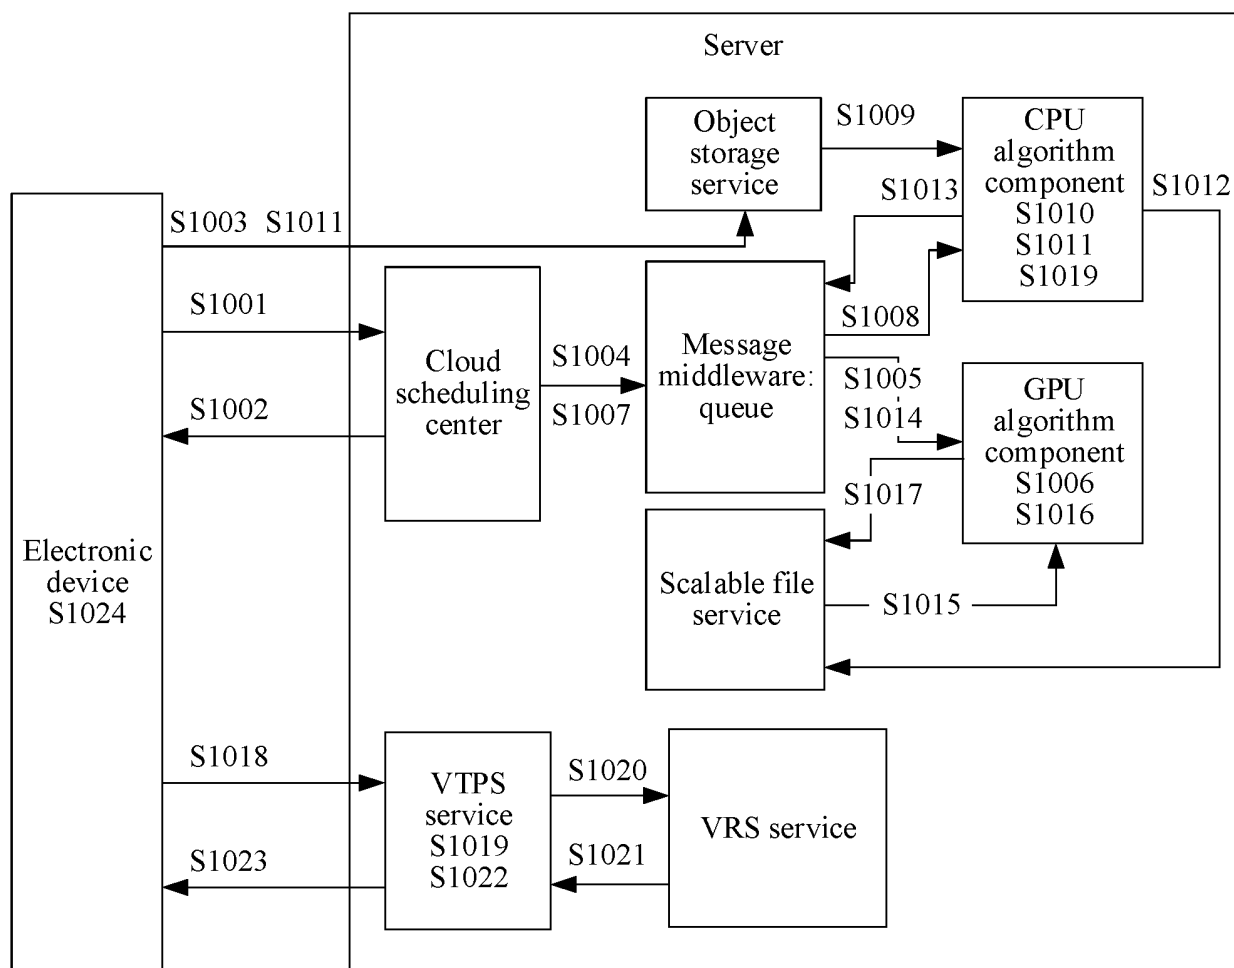 Server
Object
storage
service
S1009
CPU
algorithm
component
S1010
S1011
S1019
S1013
S1012
S1003 S1011
S1001
S1002
Cloud
scheduling
center
S1004
S1007
Message
middleware:
queue
S1008
S1005
S1014
GPU
algorithm
component
S1006
S1016
S1017
Electronic
device
S1024
Scalable file
service
S1015
S1018
S1023
VTPS
service
S1019
S1022
S1020
S1021
VRS service